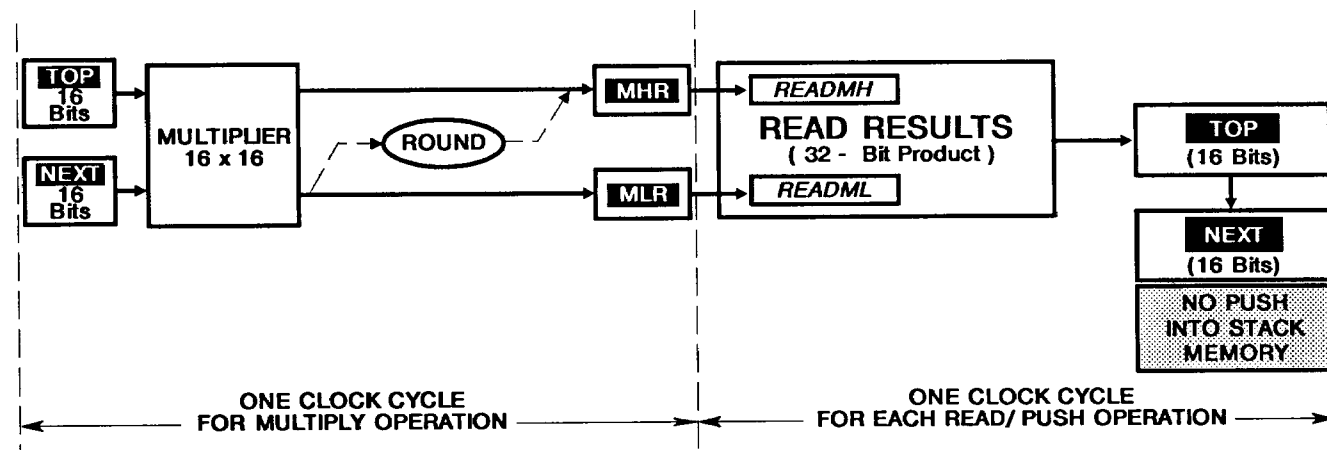 TOP
16
Bits
NEXT
16
Bits
MULTIPLIER
16 x 16
ROUND
MHR
MLR
READMH
READ RESULTS
( 32 - Bit Product )
READML
TOP
(16 Bits)
NEXT
(16 Bits)
NO PUSH
INTO STACK
MEMORY
ONE CLOCK CYCLE
FOR MULTIPLY OPERATION
ONE CLOCK CYCLE
FOR EACH READ/ PUSH OPERATION